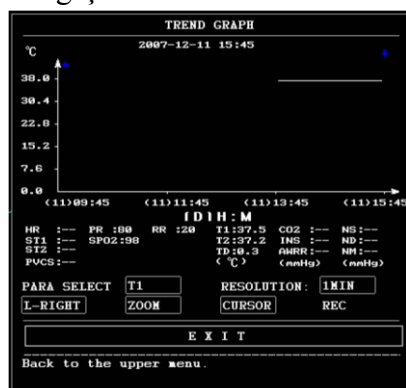 TREND GRAPH
2007-12-11 15:45
℃
38.0
30.4
22.8
15.2
7.6
0.0
(11)09:45 (11)11:45 (11)13:45 (11)15:45
(D)H:M
HR :-- PR :80 RR :20 T1:37.5 CO2 :-- NS:--
ST1 :-- SPO2:98 T2:37.2 INS :-- ND:--
ST2 :-- TD:0.3 AWRR:-- NM:--
PVCS:-- (℃) (mmHg) (mmHg)
PARA SELECT T1 RESOLUTION: 1MIN
L-RIGHT ZOOM CURSOR REC
E X I T
Back to the upper menu.